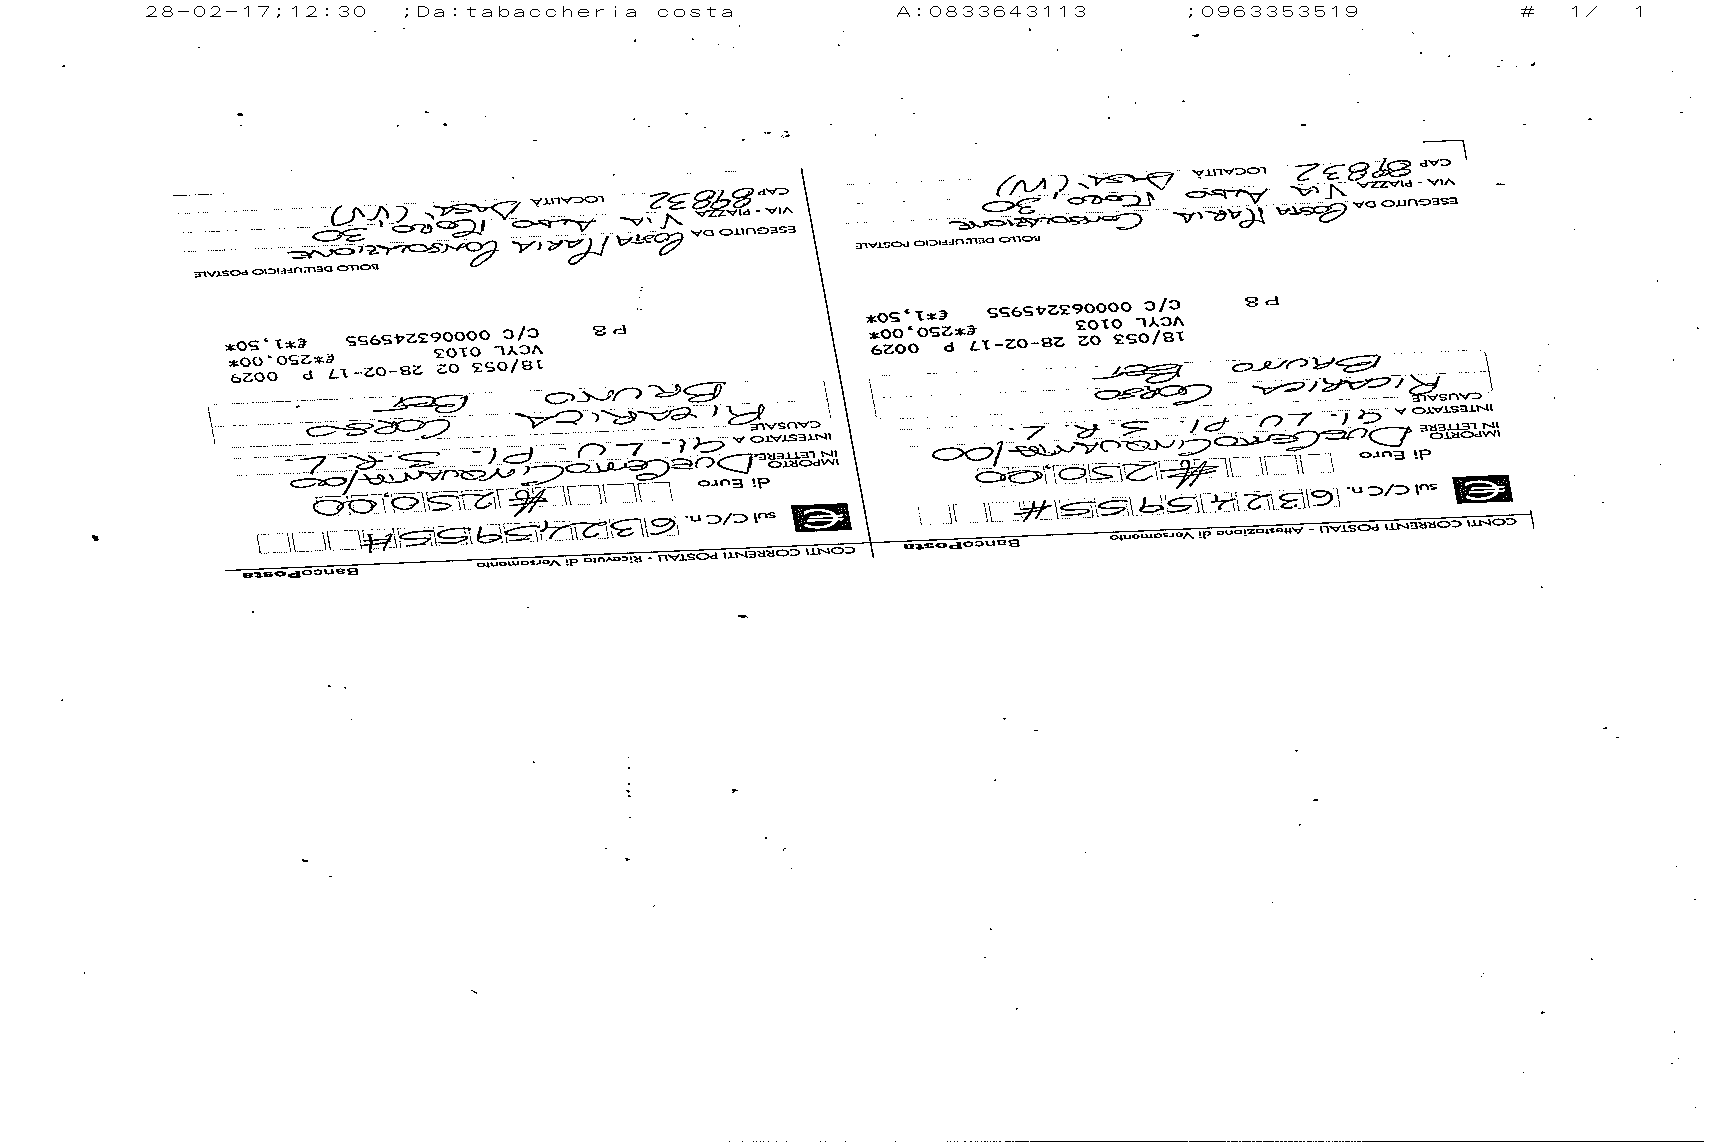 28-02-17;12:30 ;Da:tabaccheria costa A:0833643113 ;0963353519 # 1/ 1
CONTI CORRENTI POSTALI - Attestazione di Versamento BancoPosta
€ sul C/C n. 63245955#
di Euro #250,00
IMPORTO IN LETTERE DueCentoCinquanta/00
INTESTATO A GI. LU. PI. S.R.L.
CAUSALE
RICARICA CORSO
BRUNO BEST
18/053 02 28-02-17 P 0029
VCYL 0103 €*250,00*
P 8 C/C 000063245955 €*1,50*
BOLLO DELL'UFFICIO POSTALE
ESEGUITO DA COSTA MARIA CONSOLAZIONE
VIA - PIAZZA VIA ALDO MORO, 30
CAP 89832 LOCALITÀ DASA' (VV)
CONTI CORRENTI POSTALI - Ricevuta di Versamento BancoPosta
€ sul C/C n. 63245955#
di Euro #250,00
IMPORTO IN LETTERE DueCentoCinquanta/00
INTESTATO A GI. LU. PI. S.R.L.
CAUSALE
RICARICA CORSO
BRUNO BEST
18/053 02 28-02-17 P 0029
VCYL 0103 €*250,00*
P 8 C/C 000063245955 €*1,50*
BOLLO DELL'UFFICIO POSTALE
ESEGUITO DA COSTA MARIA CONSOLAZIONE
VIA - PIAZZA VIA ALDO MORO, 30
CAP 89832 LOCALITÀ DASA' (VV)